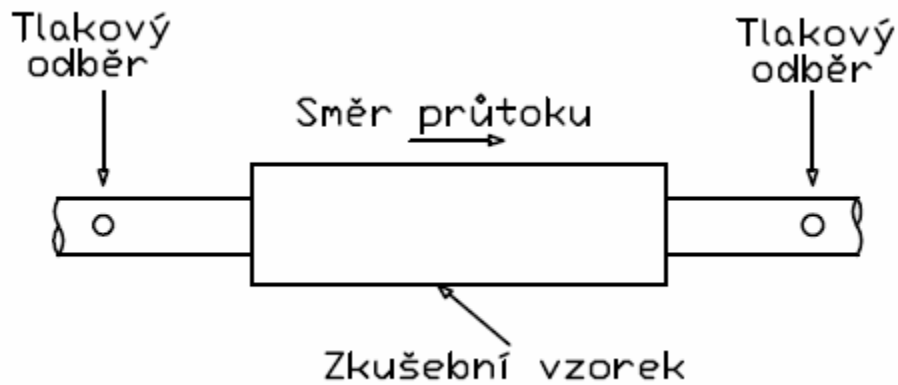 Tlakový
odběr
Tlakový
odběr
Směr průtoku
Zkušební vzorek